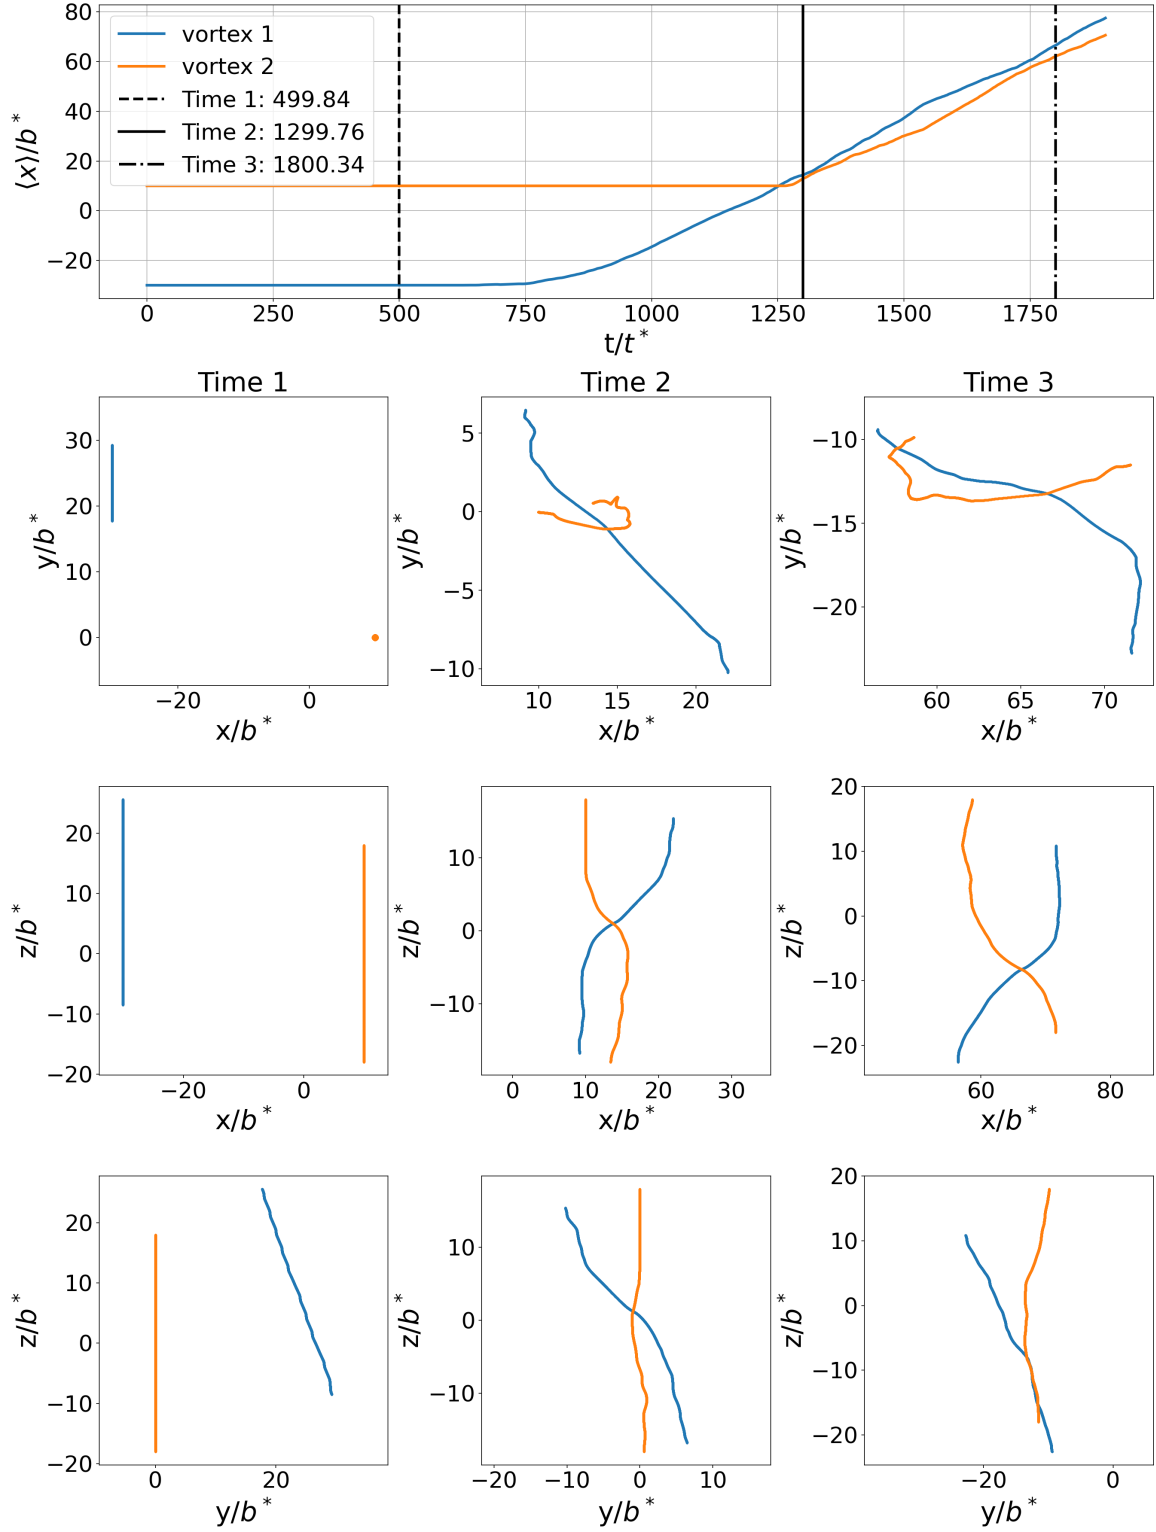 80
60
40
20
0
−20
⟨x⟩/b*
vortex 1
vortex 2
Time 1: 499.84
Time 2: 1299.76
Time 3: 1800.34
0 250 500 750 1000 1250 1500 1750
t/t*
Time 1 Time 2 Time 3
30
20
10
0
y/b*
−20 0
x/b*
5
0
−5
−10
y/b*
10 15 20
x/b*
−10
−15
−20
y/b*
60 65 70
x/b*
20
10
0
−10
−20
z/b*
−20 0
x/b*
10
0
−10
z/b*
0 10 20 30
x/b*
20
10
0
−10
−20
z/b*
60 80
x/b*
20
10
0
−10
−20
z/b*
0 20
y/b*
10
0
−10
z/b*
−20 −10 0 10
y/b*
20
10
0
−10
−20
z/b*
−20 0
y/b*